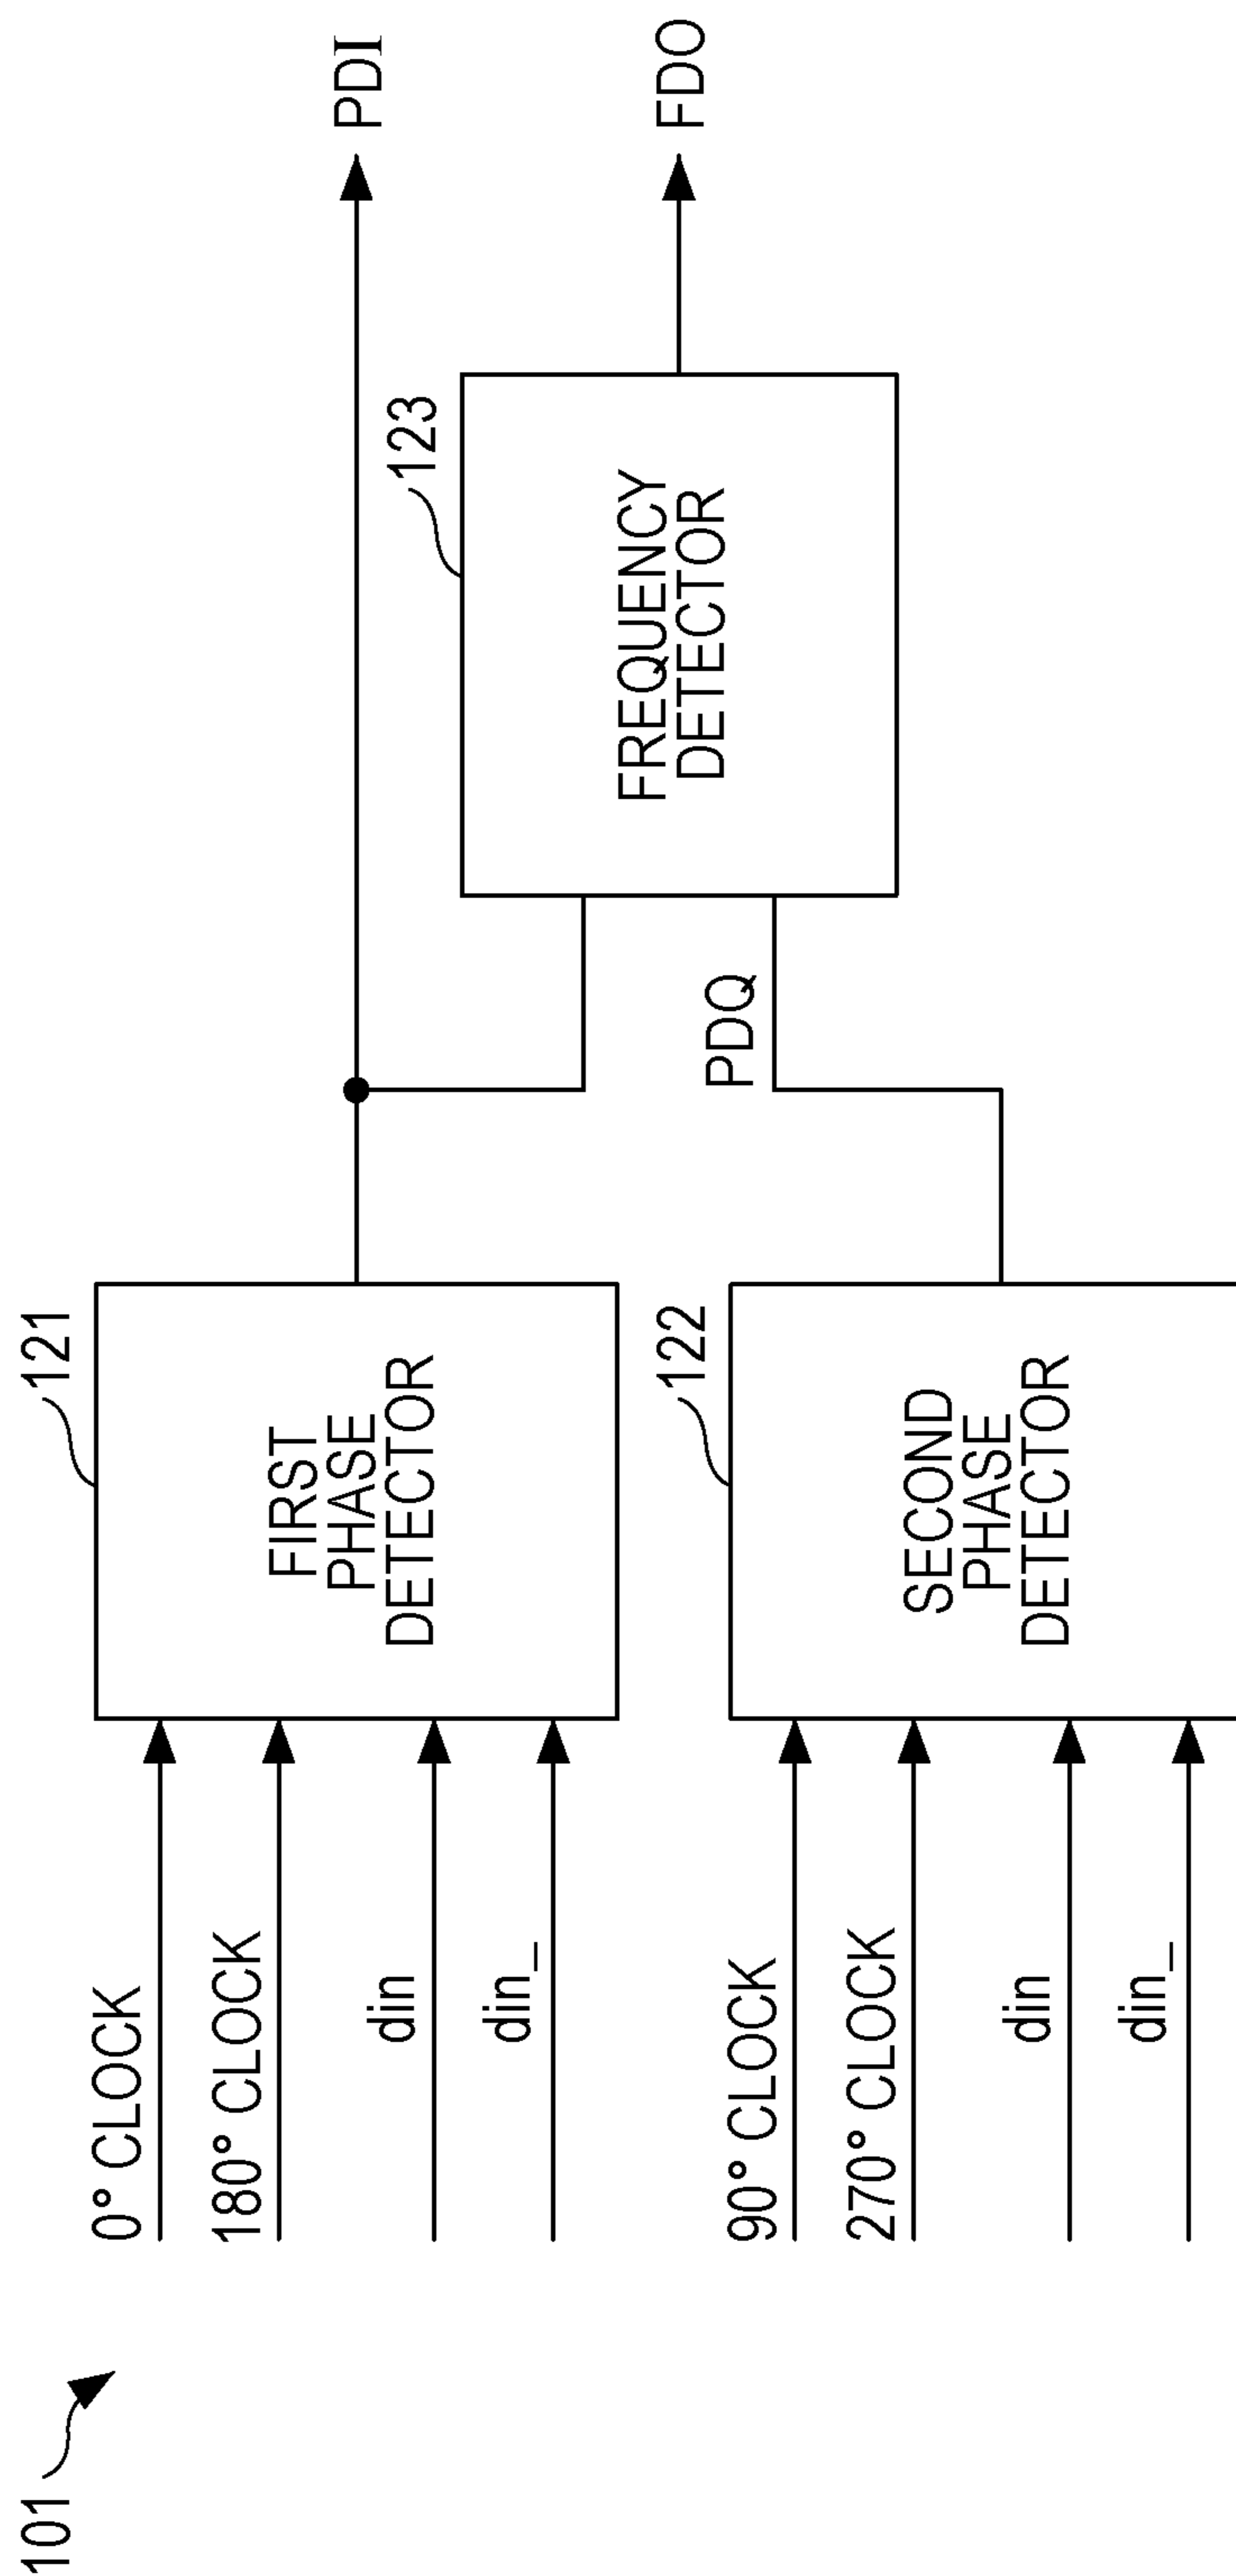 101
0° CLOCK
180° CLOCK
din
din_
121
FIRST
PHASE
DETECTOR
PDI
90° CLOCK
270° CLOCK
din
din_
122
SECOND
PHASE
DETECTOR
PDQ
123
FREQUENCY
DETECTOR
FDO